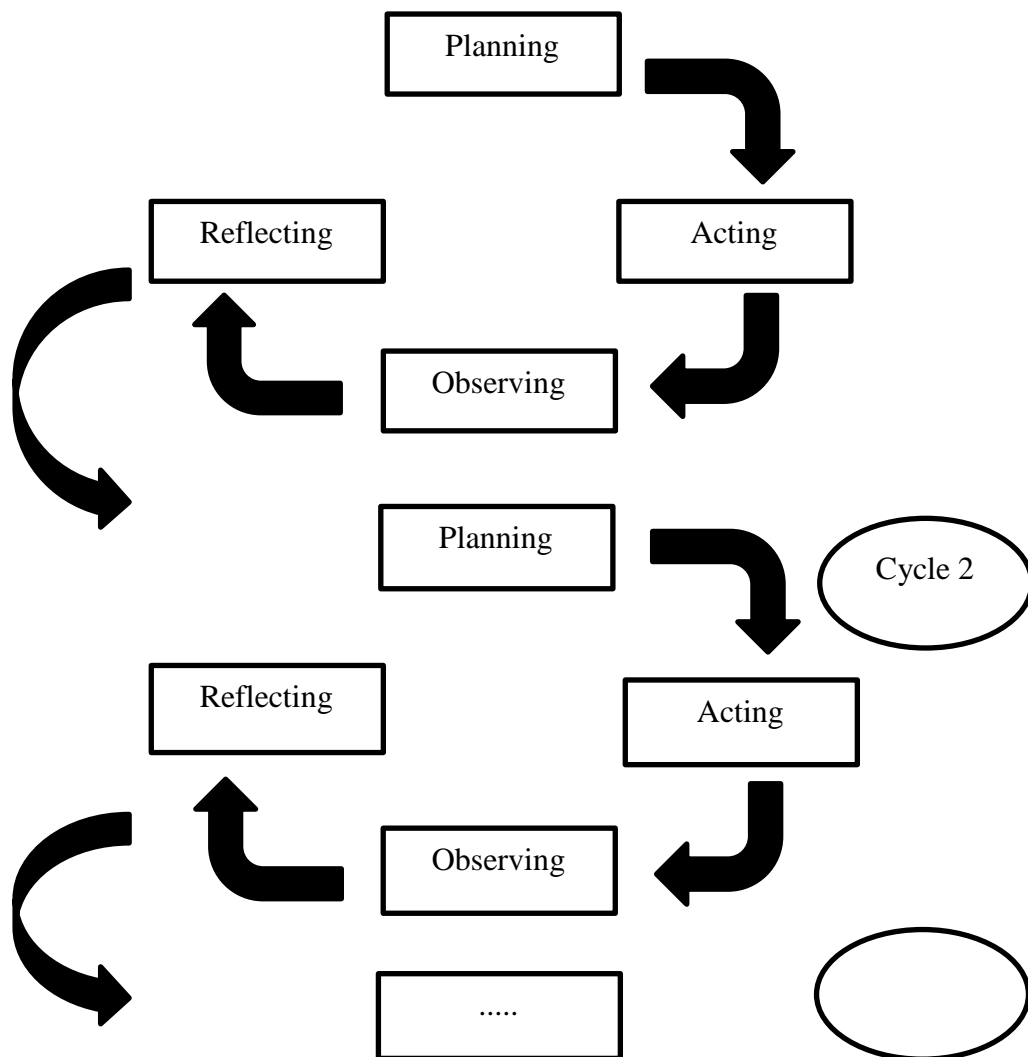 Planning
Reflecting
Acting
Observing
Planning
Cycle 2
Reflecting
Acting
Observing
.....